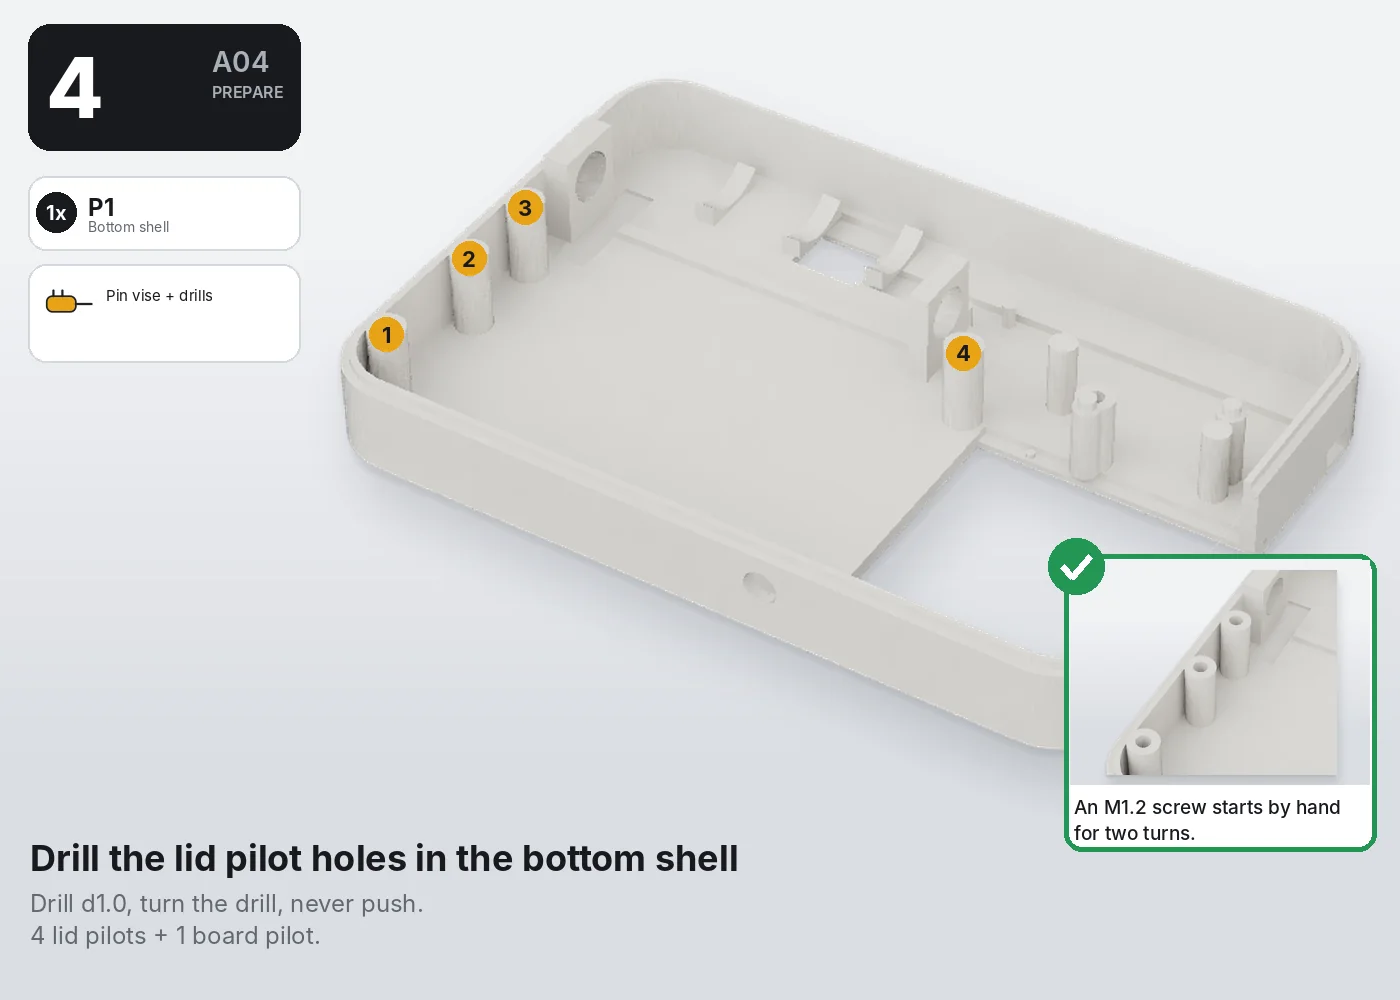 4
A04
PREPARE
1x
P1
Bottom shell
Pin vise + drills
1
2
3
4
An M1.2 screw starts by hand
for two turns.
Drill the lid pilot holes in the bottom shell
Drill d1.0, turn the drill, never push.
4 lid pilots + 1 board pilot.